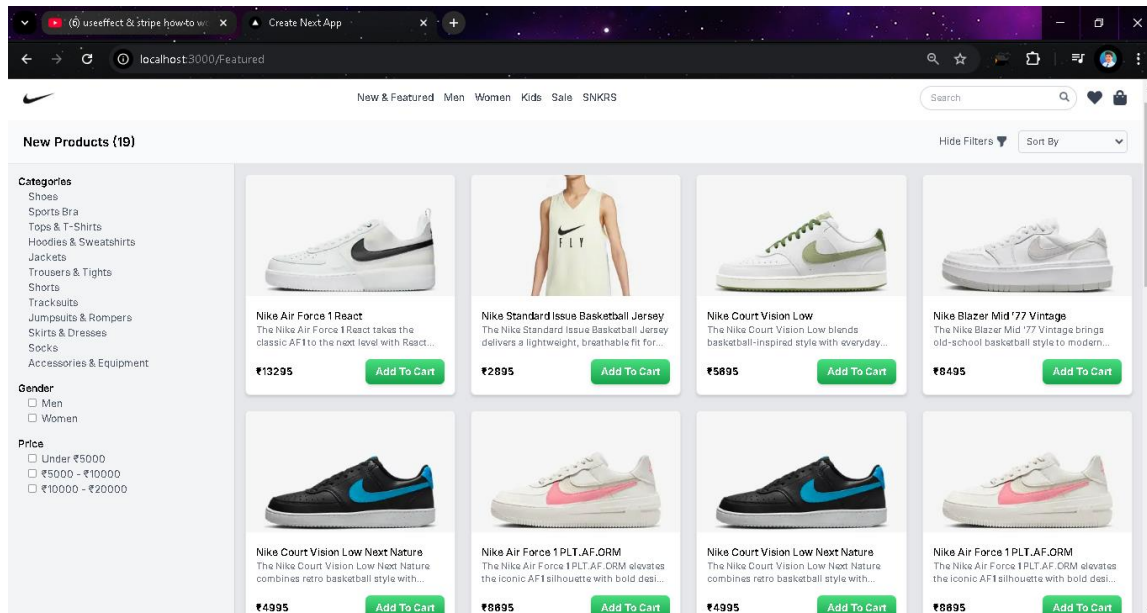 (6) useeffect & stripe how-to wo
Create Next App
localhost:3000/Featured
New & Featured Men Women Kids Sale SNKRS
Search
New Products (19)
Hide Filters
Sort By
Categories
Shoes
Sports Bra
Tops & T-Shirts
Hoodies & Sweatshirts
Jackets
Trousers & Tights
Shorts
Tracksuits
Jumpsuits & Rompers
Skirts & Dresses
Socks
Accessories & Equipment
Gender
Men
Women
Price
Under ₹5000
₹5000 - ₹10000
₹10000 - ₹20000
Nike Air Force 1 React
The Nike Air Force 1 React takes the
classic AF1 to the next level with React...
₹13295
Add To Cart
FLY
Nike Standard Issue Basketball Jersey
The Nike Standard Issue Basketball Jersey
delivers a lightweight, breathable fit for...
₹2895
Add To Cart
Nike Court Vision Low
The Nike Court Vision Low blends
basketball-inspired style with everyday...
₹5695
Add To Cart
Nike Blazer Mid '77 Vintage
The Nike Blazer Mid '77 Vintage brings
old-school basketball style to modern...
₹8495
Add To Cart
Nike Court Vision Low Next Nature
The Nike Court Vision Low Next Nature
combines retro basketball style with...
₹4995
Add To Cart
Nike Air Force 1 PLT.AF.ORM
The Nike Air Force 1 PLT.AF.ORM elevates
the iconic AF1 silhouette with bold desi...
₹8695
Add To Cart
Nike Court Vision Low Next Nature
The Nike Court Vision Low Next Nature
combines retro basketball style with...
₹4995
Add To Cart
Nike Air Force 1 PLT.AF.ORM
The Nike Air Force 1 PLT.AF.ORM elevates
the iconic AF1 silhouette with bold desi...
₹8695
Add To Cart